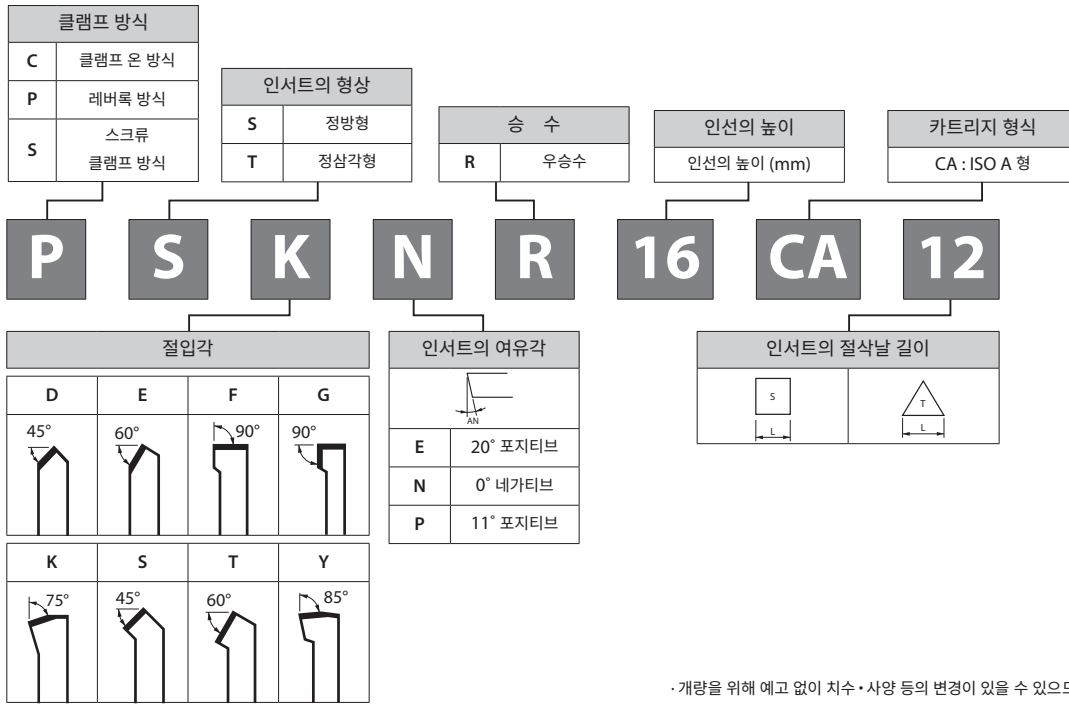 클램프 방식
C 클램프 온 방식
P 레버록 방식
S 스크류
클램프 방식
인서트의 형상
S 정방형
T 정삼각형
승 수
R 우승수
인선의 높이
인선의 높이 (mm)
카트리지 형식
CA : ISO A 형
P S K N R 16 CA 12
절입각
D E F G
45° 60° 90° 90°
K S T Y
75° 45° 60° 85°
인서트의 여유각
AN
E 20° 포지티브
N 0° 네가티브
P 11° 포지티브
인서트의 절삭날 길이
S T
L L
· 개량을 위해 예고 없이 치수 • 사양 등의 변경이 있을 수 있으므